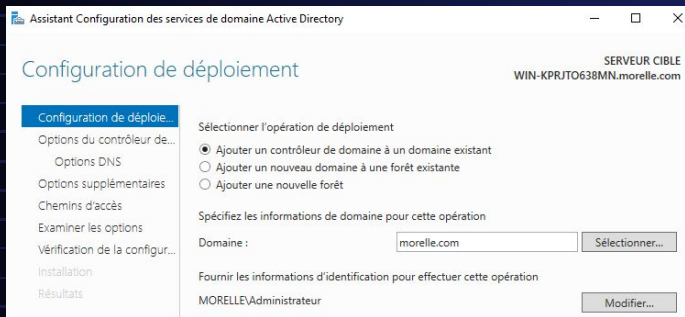 Assistant Configuration des services de domaine Active Directory
Configuration de déploiement
SERVEUR CIBLE
WIN-KPRJTO638MN.morelle.com
Configuration de déploie...
Options du contrôleur de...
Options DNS
Options supplémentaires
Chemins d'accès
Examiner les options
Vérification de la configur...
Installation
Résultats
Sélectionner l'opération de déploiement
Ajouter un contrôleur de domaine à un domaine existant
Ajouter un nouveau domaine à une forêt existante
Ajouter une nouvelle forêt
Spécifiez les informations de domaine pour cette opération
Domaine : morelle.com Sélectionner...
Fournir les informations d'identification pour effectuer cette opération
MORELLE\Administrateur Modifier...